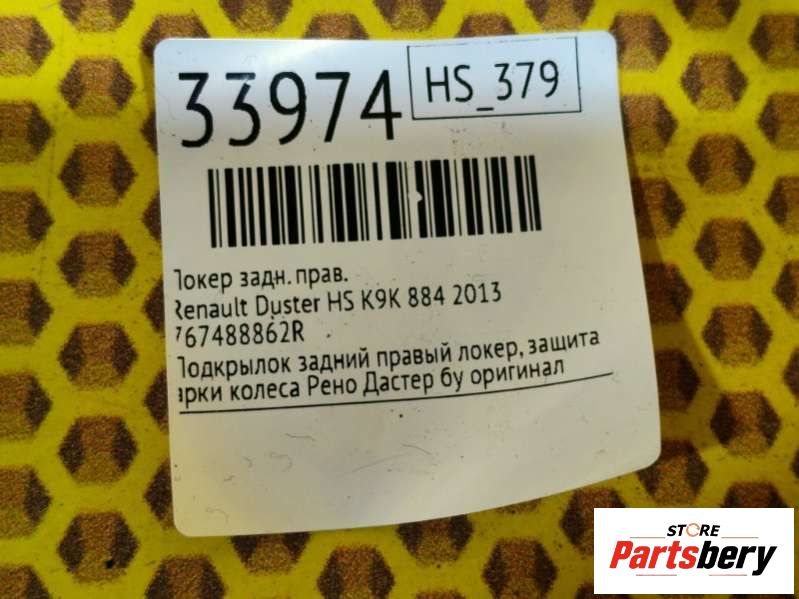 33974
HS_379
Локер задн. прав.
Renault Duster HS K9K 884 2013
767488862R
Подкрылок задний правый локер, защита
арки колеса Рено Дастер бу оригинал
STORE
Partsbery